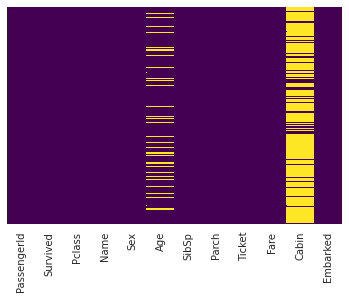 PassengerId
Survived
Pclass
Name
Sex
Age
SibSp
Parch
Ticket
Fare
Cabin
Embarked